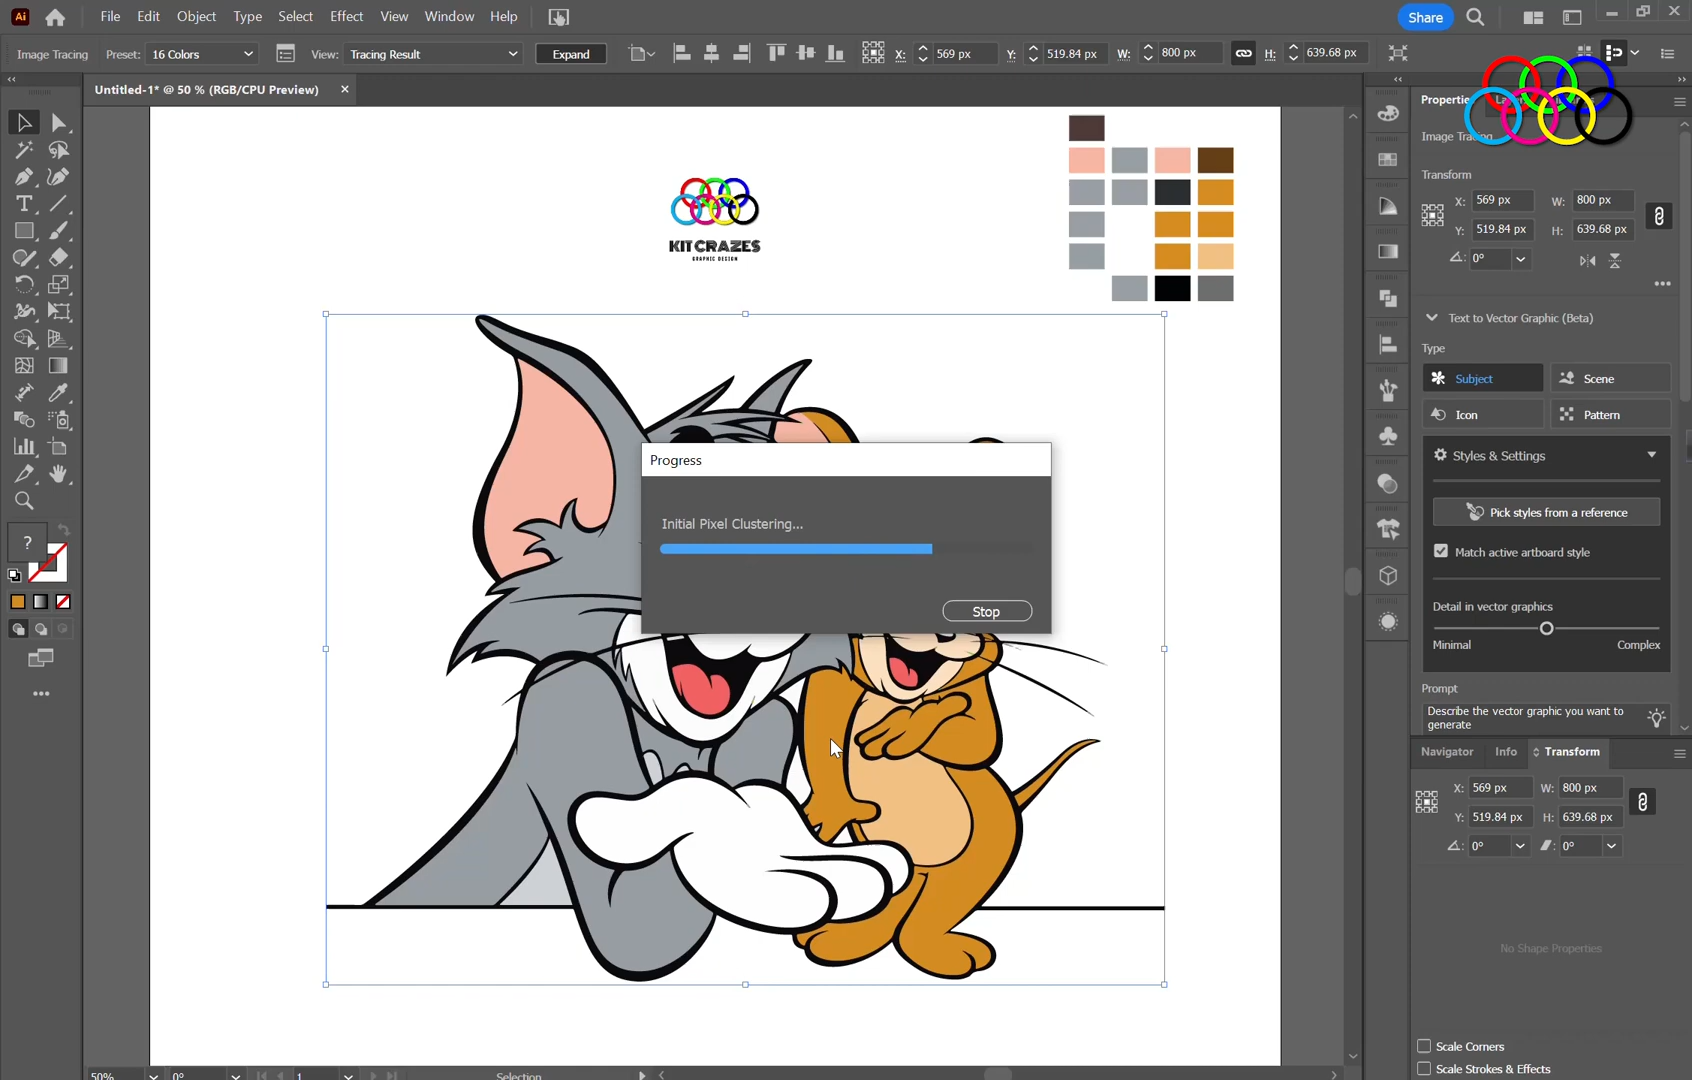 Ai File Edit Object Type Select Effect View Window Help Share
Image Tracing Preset: 16 Colors View: Tracing Result Expand X: 569 px Y: 519.84 px W: 800 px H: 639.68 px
Untitled-1* @ 50 % (RGB/CPU Preview)
Properties
Image Tracing
Transform
X: 569 px W: 800 px
Y: 519.84 px H: 639.68 px
0°
Text to Vector Graphic (Beta)
Type
Subject Scene
Icon Pattern
Styles & Settings
Pick styles from a reference
Match active artboard style
Detail in vector graphics
Minimal Complex
Prompt
Describe the vector graphic you want to
generate
Navigator Info Transform
X: 569 px W: 800 px
Y: 519.84 px H: 639.68 px
0° 0°
No Shape Properties
Scale Corners
Scale Strokes & Effects
KITCRAZES
GRAPHIC DESIGN
Progress
Initial Pixel Clustering...
Stop
?
50% 0° 1 Selection